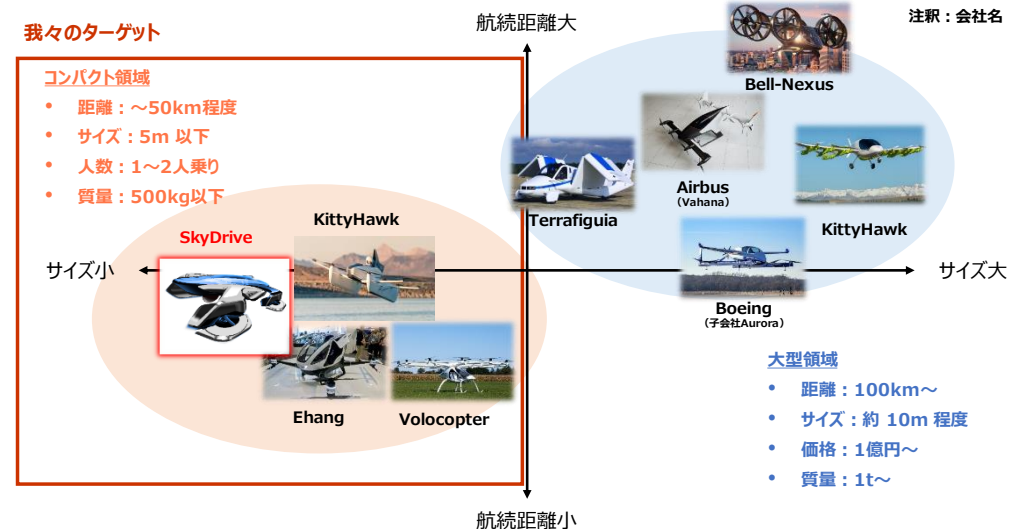 注釈：会社名
航続距離大
我々のターゲット
コンパクト領域
• 距離：～50km程度
• サイズ：5m 以下
• 人数：1～2人乗り
• 質量：500kg以下
Bell-Nexus
Airbus
（Vahana）
Terrafiguia
KittyHawk
KittyHawk
SkyDrive
サイズ小
サイズ大
Boeing
（子会社Aurora）
Ehang
Volocopter
大型領域
• 距離：100km～
• サイズ：約 10m 程度
• 価格：1億円～
• 質量：1t～
航続距離小